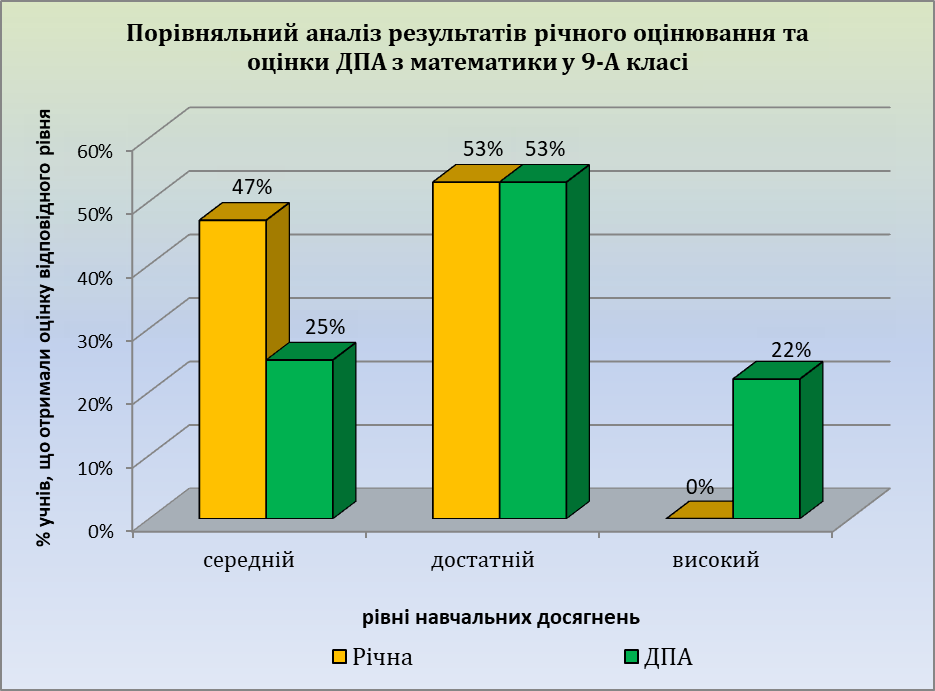 Порівняльний аналіз результатів річного оцінювання та
оцінки ДПА з математики у 9-А класі
% учнів, що отримали оцінку відповідного рівня
60%
50%
40%
30%
20%
10%
0%
47%
25%
53%
53%
0%
22%
середній
достатній
високий
рівні навчальних досягнень
Річна
ДПА